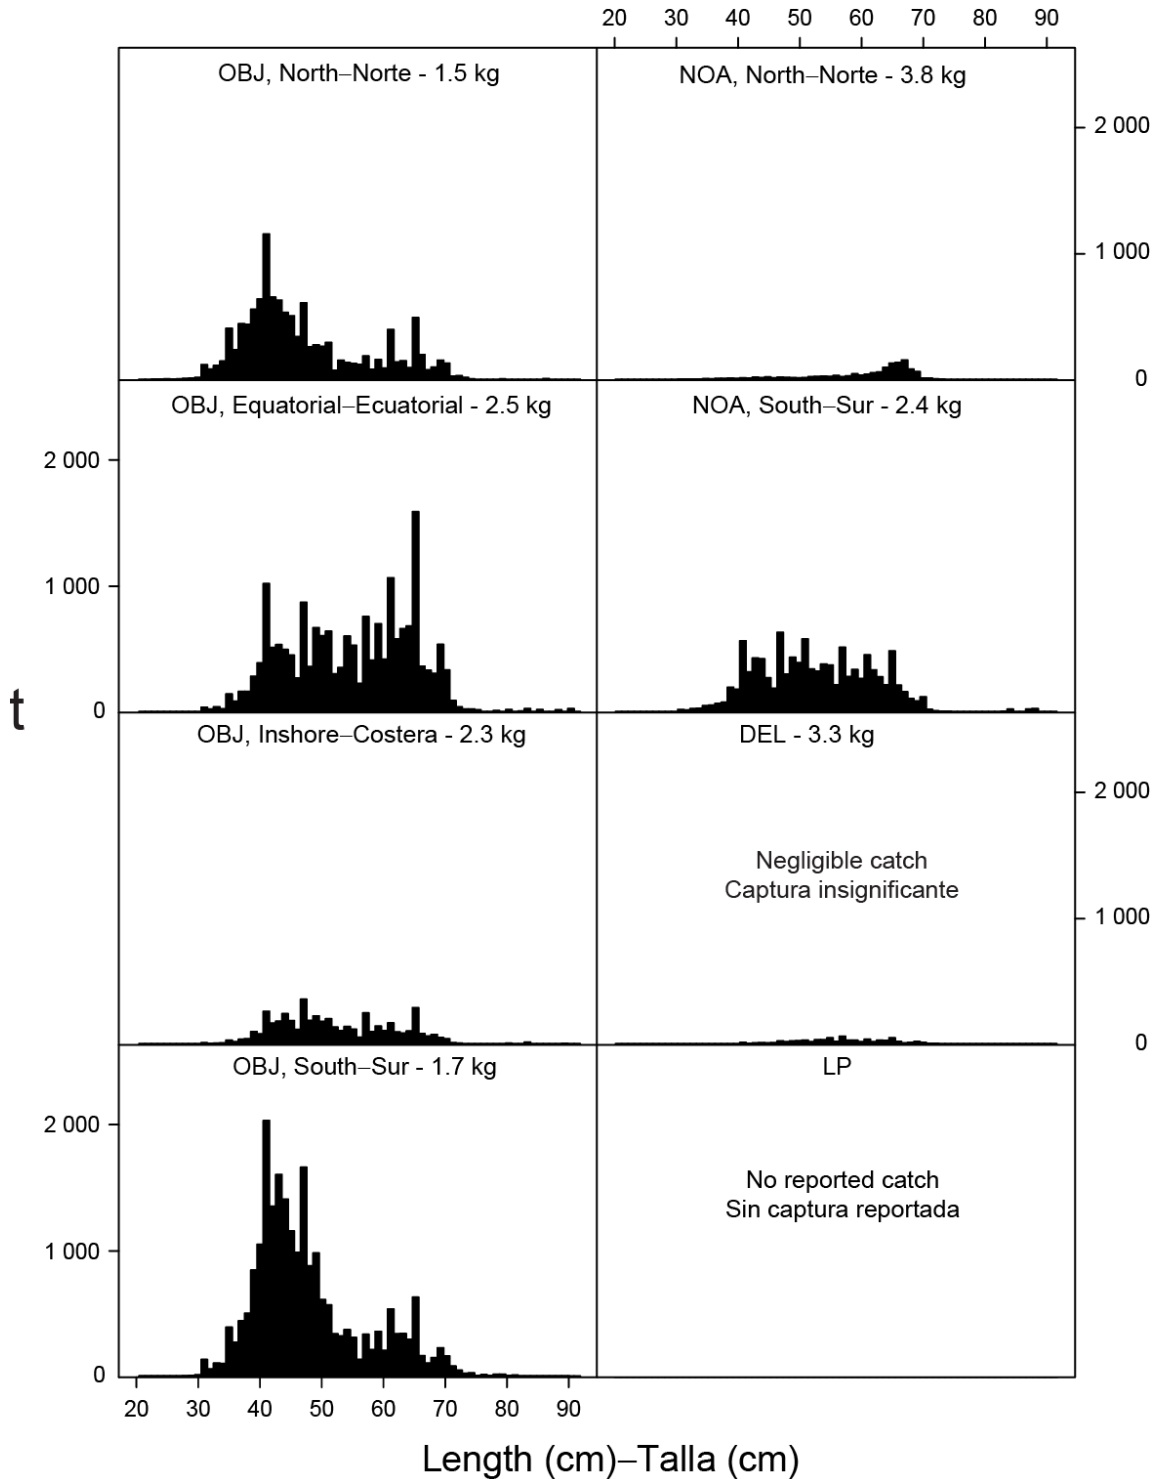 20 30 40 50 60 70 80 90
OBJ, North–Norte - 1.5 kg
NOA, North–Norte - 3.8 kg
2 000
1 000
0
OBJ, Equatorial–Ecuatorial - 2.5 kg
NOA, South–Sur - 2.4 kg
2 000
1 000
0
t
OBJ, Inshore–Costera - 2.3 kg
DEL - 3.3 kg
2 000
Negligible catch
Captura insignificante
1 000
0
OBJ, South–Sur - 1.7 kg
LP
2 000
No reported catch
Sin captura reportada
1 000
0
20 30 40 50 60 70 80 90
Length (cm)–Talla (cm)